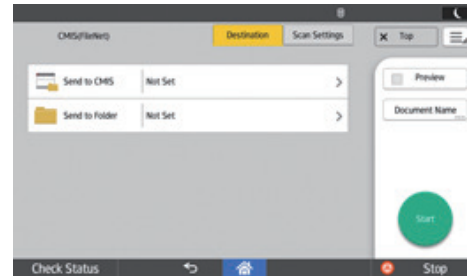 CMIS(FileNet)
Destination
Scan Settings
Top
Send to CMIS
Not Set
Preview
Send to Folder
Not Set
Document Name
Start
Check Status
Stop